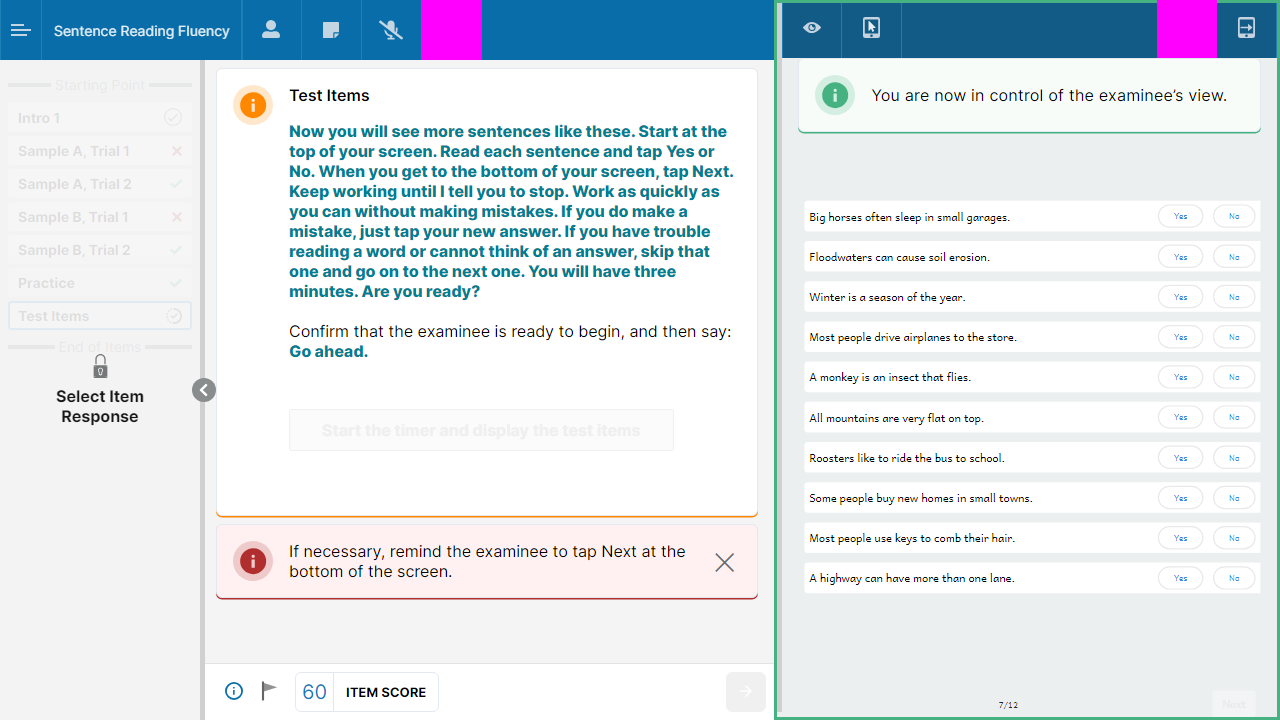 Sentence Reading Fluency
Starting Point
Intro 1
Sample A, Trial 1
Sample A, Trial 2
Sample B, Trial 1
Sample B, Trial 2
Practice
Test Items
End of Items
Select Item
Response
Test Items
Now you will see more sentences like these. Start at the
top of your screen. Read each sentence and tap Yes or
No. When you get to the bottom of your screen, tap Next.
Keep working until I tell you to stop. Work as quickly as
you can without making mistakes. If you do make a
mistake, just tap your new answer. If you have trouble
reading a word or cannot think of an answer, skip that
one and go on to the next one. You will have three
minutes. Are you ready?
Confirm that the examinee is ready to begin, and then say:
Go ahead.
Start the timer and display the test items
If necessary, remind the examinee to tap Next at the
bottom of the screen.
60 ITEM SCORE
You are now in control of the examinee's view.
Big horses often sleep in small garages. Yes No
Floodwaters can cause soil erosion. Yes No
Winter is a season of the year. Yes No
Most people drive airplanes to the store. Yes No
A monkey is an insect that flies. Yes No
All mountains are very flat on top. Yes No
Roosters like to ride the bus to school. Yes No
Some people buy new homes in small towns. Yes No
Most people use keys to comb their hair. Yes No
A highway can have more than one lane. Yes No
7/12
Next